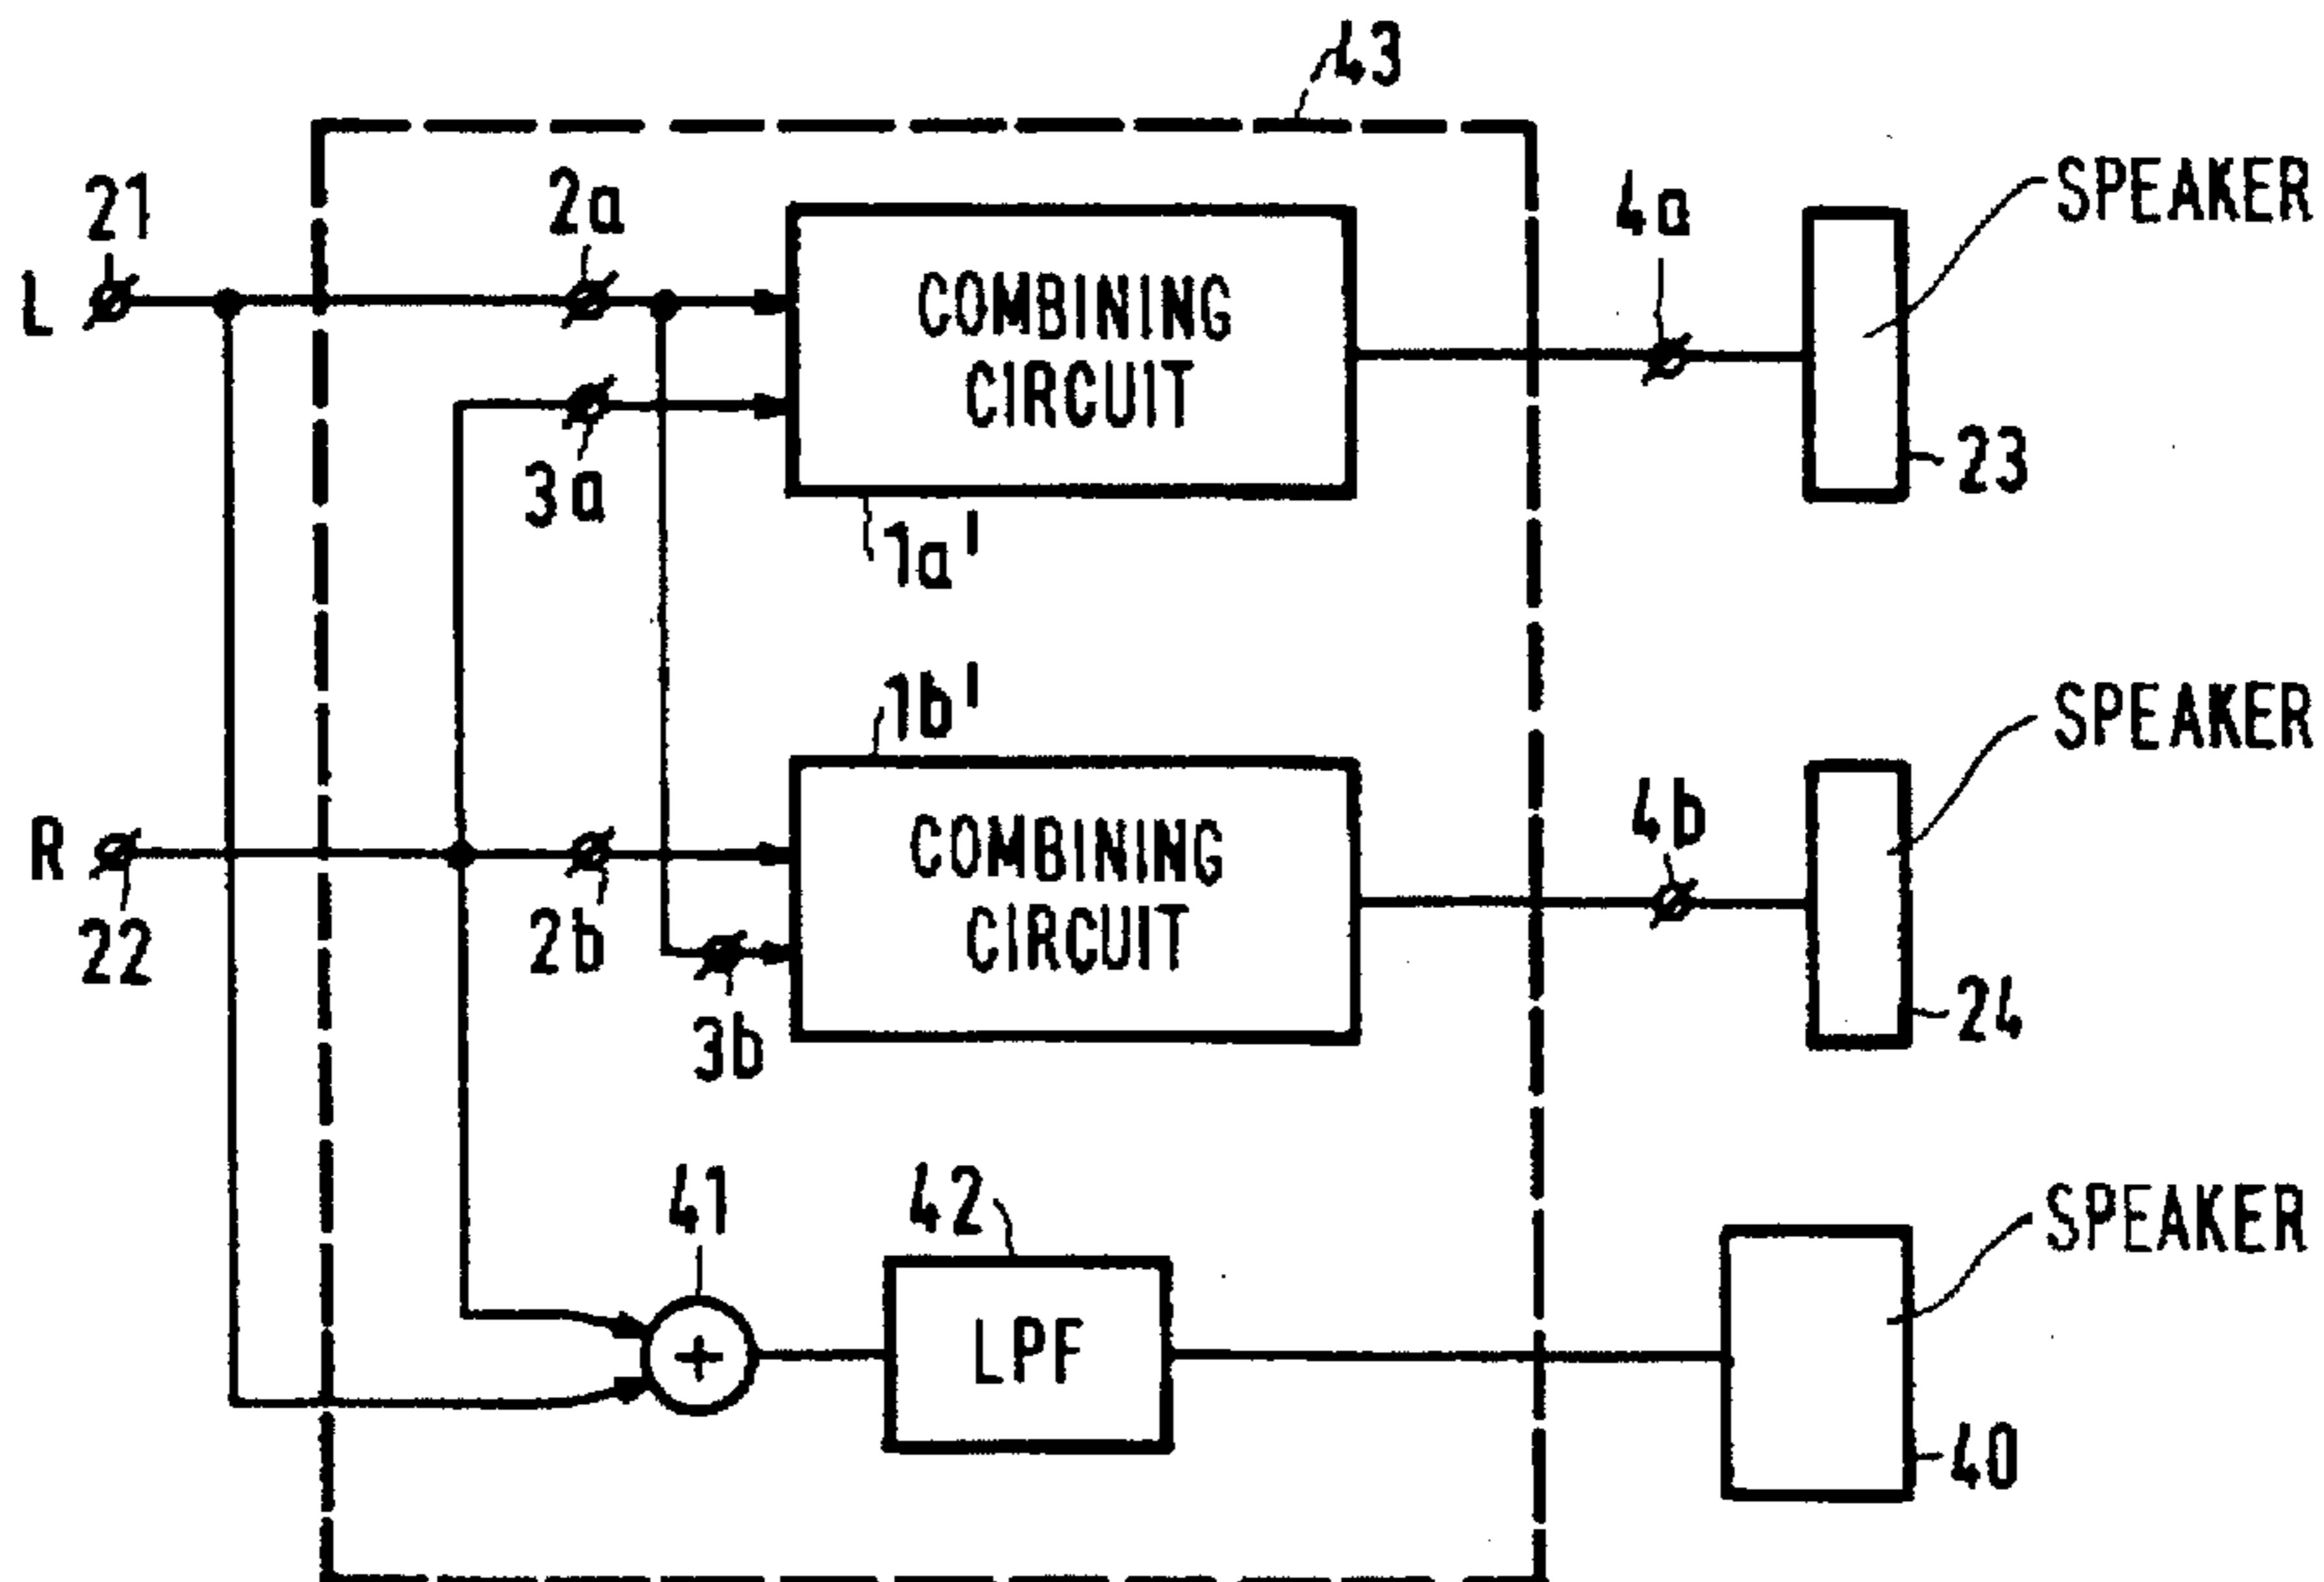 43
21
2a
4a
SPEAKER
L
COMBINING
CIRCUIT
3a
23
1a'
1b'
SPEAKER
R
4b
COMBINING
CIRCUIT
22
2b
24
3b
41
42
SPEAKER
+
LPF
40